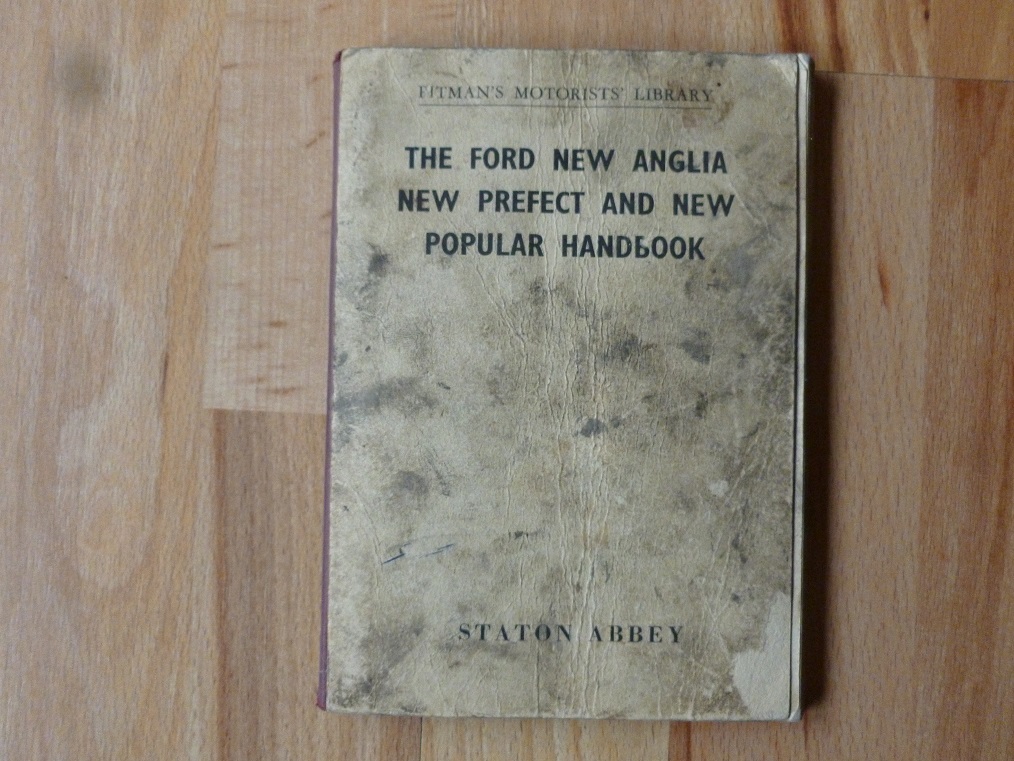 PITMAN'S MOTORISTS' LIBRARY
THE FORD NEW ANGLIA
NEW PREFECT AND NEW
POPULAR HANDBOOK
STATON ABBEY